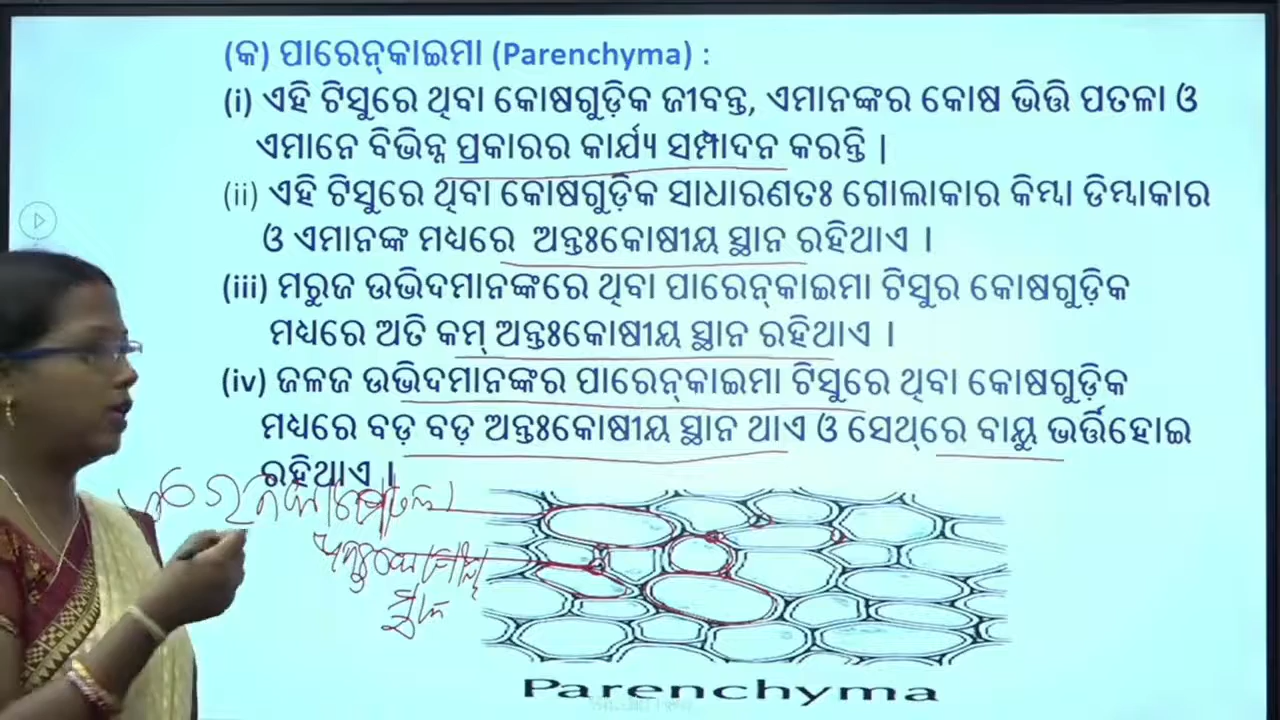 (କ) ପାରେନ୍‌କାଇମା (Parenchyma) :
(i) ଏହି ଟିସୁରେ ଥିବା କୋଷଗୁଡ଼ିକ ଜୀବନ୍ତ, ଏମାନଙ୍କର କୋଷ ଭିତ୍ତି ପତଳା ଓ
ଏମାନେ ବିଭିନ୍ନ ପ୍ରକାରର କାର୍ଯ୍ୟ ସମ୍ପାଦନ କରନ୍ତି |
(ii) ଏହି ଟିସୁରେ ଥିବା କୋଷଗୁଡ଼ିକ ସାଧାରଣତଃ ଗୋଲାକାର କିମ୍ବା ଡିମ୍ବାକାର
ଓ ଏମାନଙ୍କ ମଧ୍ୟରେ ଅନ୍ତଃକୋଷୀୟ ସ୍ଥାନ ରହିଥାଏ |
(iii) ମରୁଜ ଉଦ୍ଭିଦମାନଙ୍କରେ ଥିବା ପାରେନ୍‌କାଇମା ଟିସୁର କୋଷଗୁଡ଼ିକ
ମଧ୍ୟରେ ଅତି କମ୍ ଅନ୍ତଃକୋଷୀୟ ସ୍ଥାନ ରହିଥାଏ |
(iv) ଜଳଜ ଉଦ୍ଭିଦମାନଙ୍କର ପାରେନ୍‌କାଇମା ଟିସୁରେ ଥିବା କୋଷଗୁଡ଼ିକ
ମଧ୍ୟରେ ବଡ଼ ବଡ଼ ଅନ୍ତଃକୋଷୀୟ ସ୍ଥାନ ଥାଏ ଓ ସେଥିରେ ବାୟୁ ଭର୍ତ୍ତିହୋଇ
ରହିଥାଏ |
Parenchyma